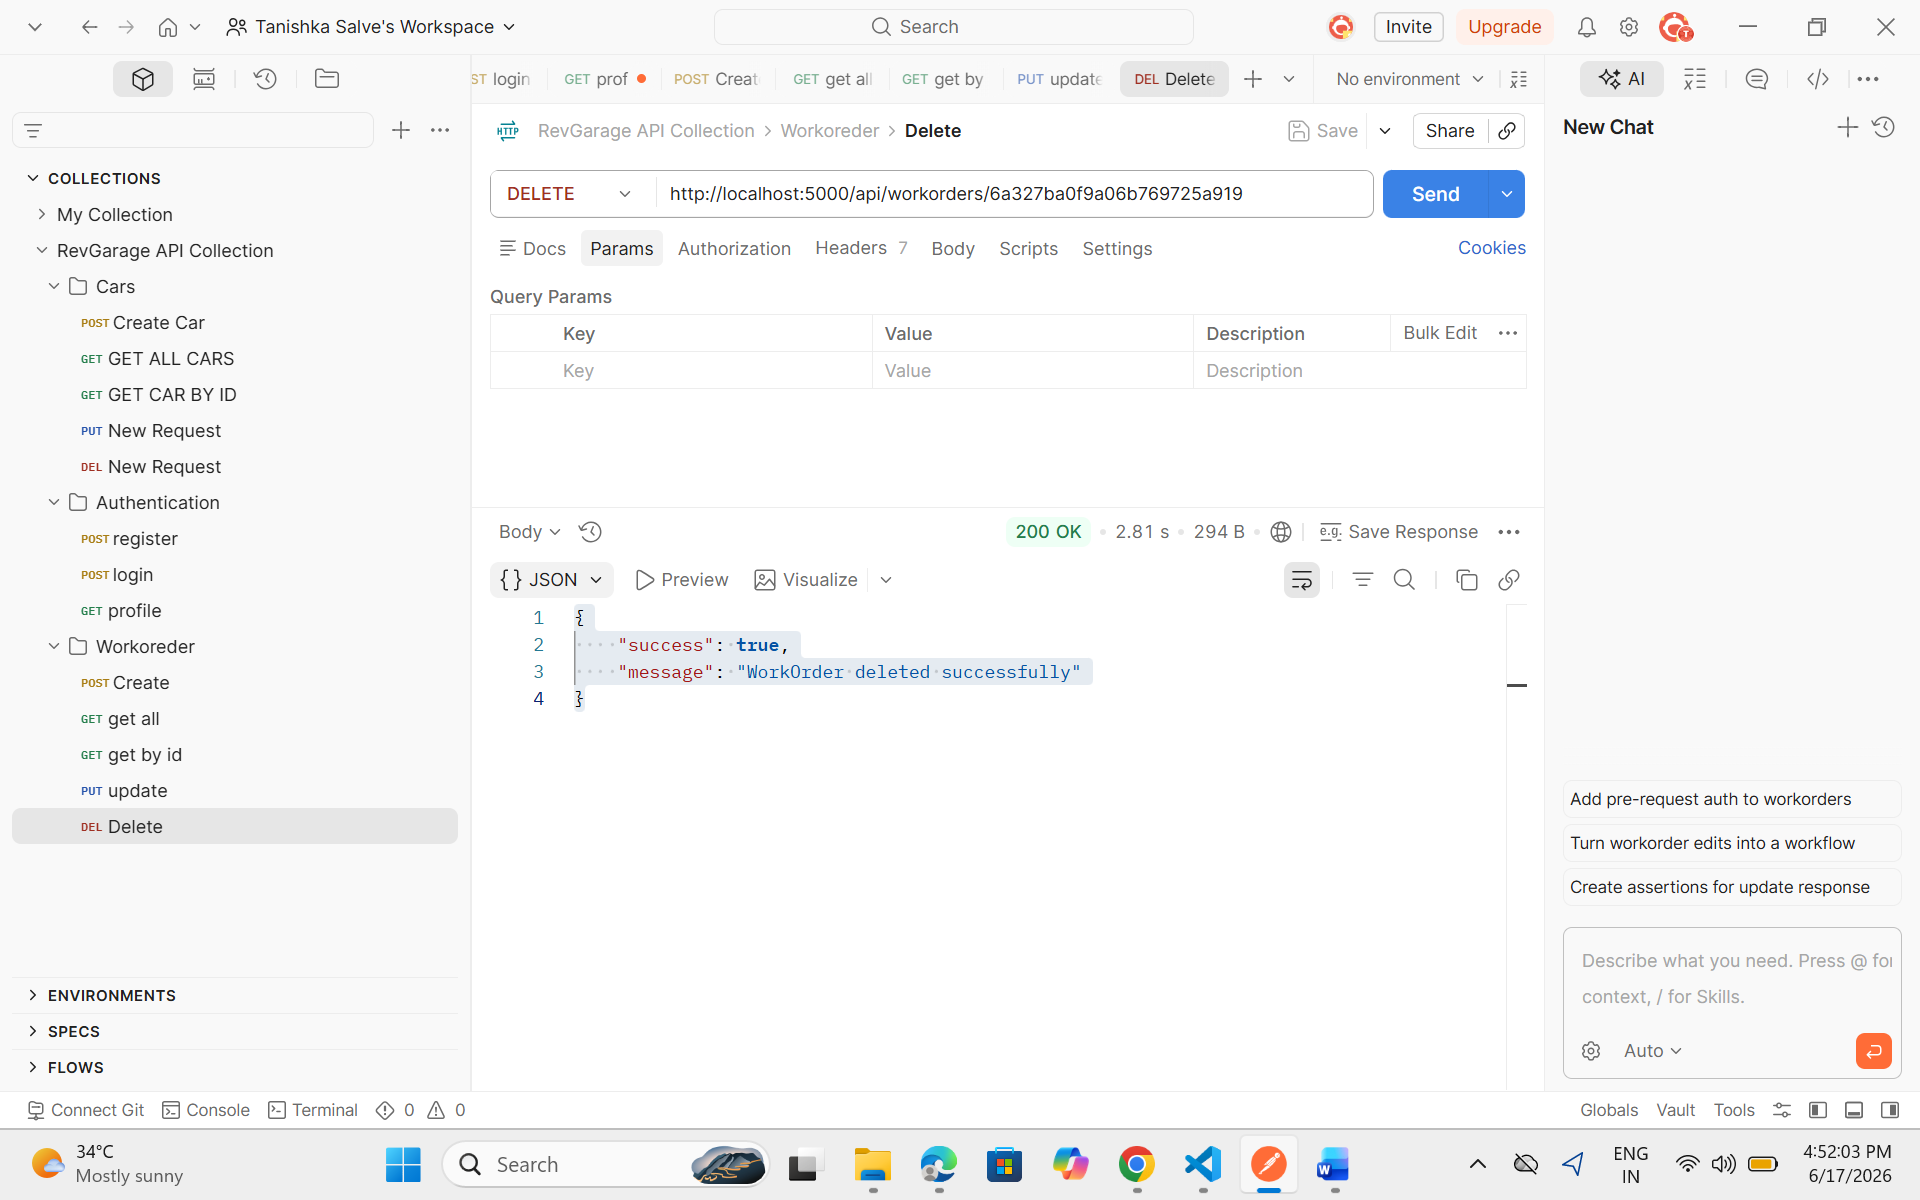 Tanishka Salve's Workspace
Search
Invite
Upgrade
ST login
GET prof
POST Creat
GET get all
GET get by
PUT update
DEL Delete
No environment
AI
RevGarage API Collection > Workoreder > Delete
Save
Share
New Chat
COLLECTIONS
My Collection
RevGarage API Collection
Cars
POST Create Car
GET GET ALL CARS
GET GET CAR BY ID
PUT New Request
DEL New Request
Authentication
POST register
POST login
GET profile
Workoreder
POST Create
GET get all
GET get by id
PUT update
DEL Delete
ENVIRONMENTS
SPECS
FLOWS
DELETE
http://localhost:5000/api/workorders/6a327ba0f9a06b769725a919
Send
Docs
Params
Authorization
Headers 7
Body
Scripts
Settings
Cookies
Query Params
Key Value Description Bulk Edit
Key Value Description
Body
200 OK • 2.81 s • 294 B
e.g. Save Response
{} JSON
Preview
Visualize
1 {
2 "success": true,
3 "message": "WorkOrder deleted successfully"
4 }
Add pre-request auth to workorders
Turn workorder edits into a workflow
Create assertions for update response
Describe what you need. Press @ for
context, / for Skills.
Auto
Connect Git
Console
Terminal
0
0
Globals
Vault
Tools
34°C
Mostly sunny
Search
ENG
IN
4:52:03 PM
6/17/2026